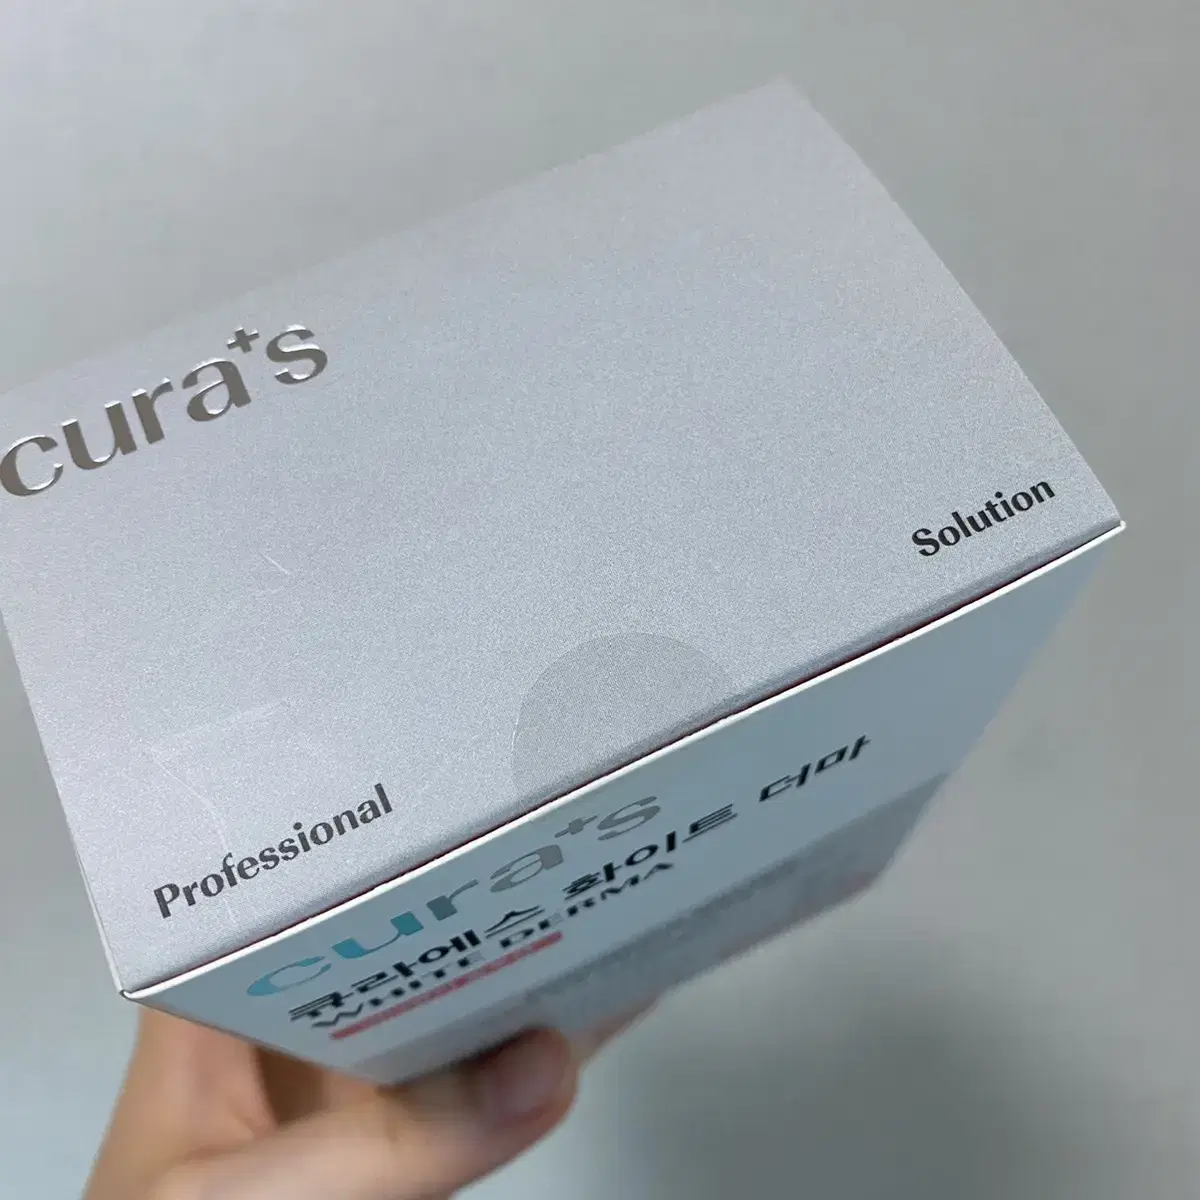 cura+s
Solution
Professional
cura+s
큐라에스 화이트 더마
WHITE DERMA